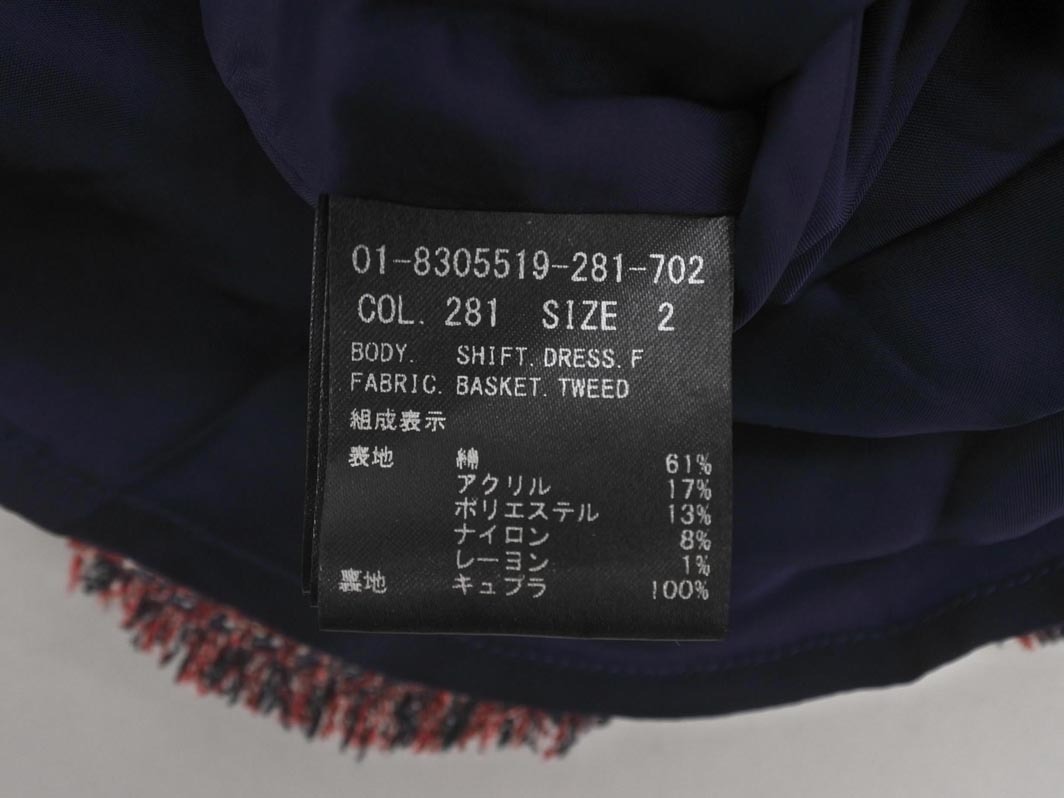 01-8305519-281-702
COL. 281 SIZE 2
BODY. SHIFT. DRESS. F
FABRIC. BASKET. TWEED
組成表示
表地 綿 61%
アクリル 17%
ポリエステル 13%
ナイロン 8%
レーヨン 1%
裏地 キュプラ 100%